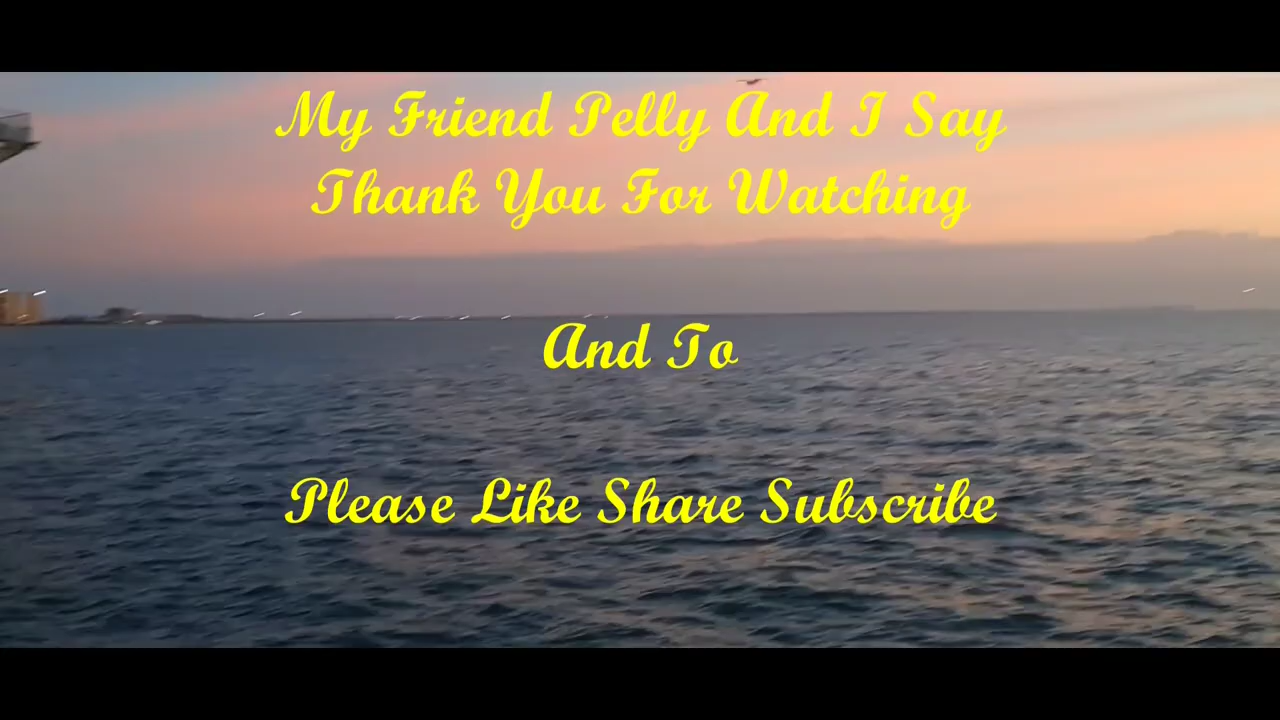 My Friend Pelly And I Say
Thank You For Watching
And To
Please Like Share Subscribe